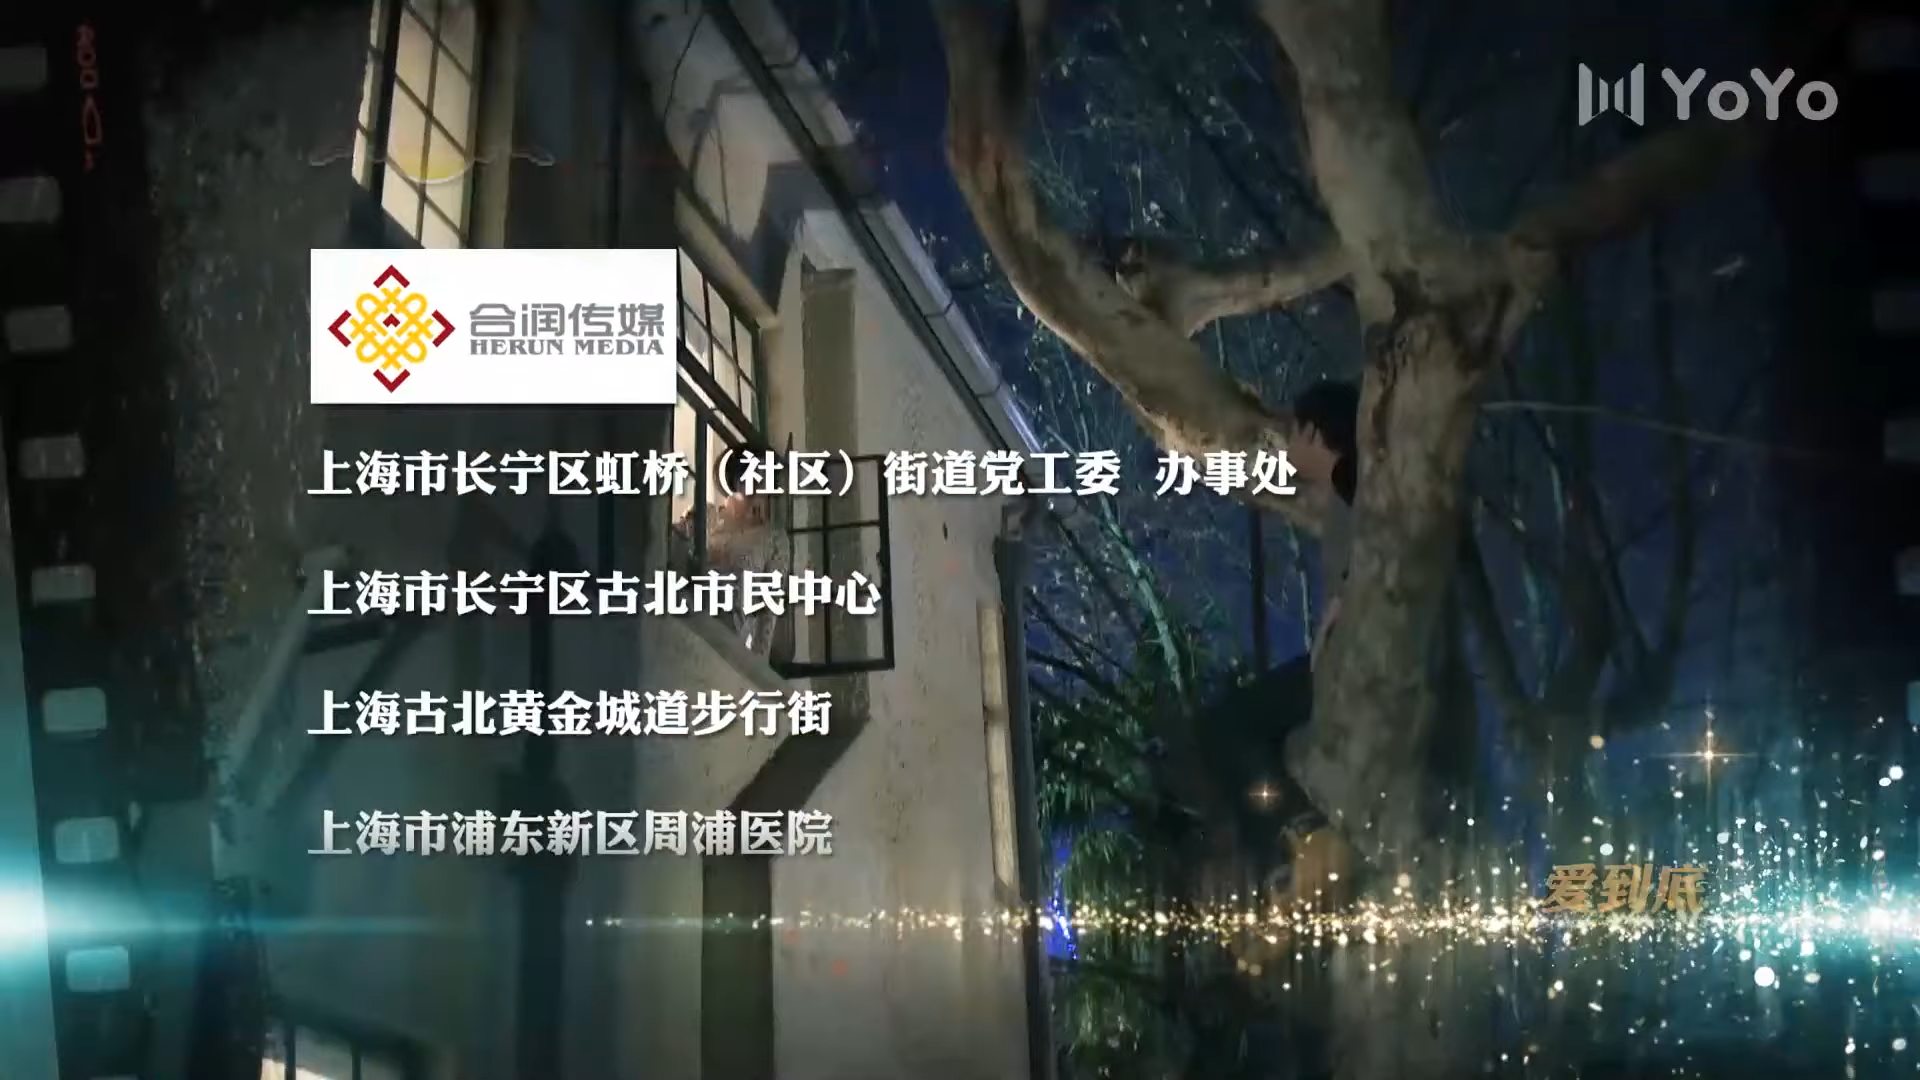 YoYo
合润传媒
HERUN MEDIA
上海市长宁区虹桥（社区）街道党工委 办事处
上海市长宁区古北市民中心
上海古北黄金城道步行街
上海市浦东新区周浦医院
爱到底